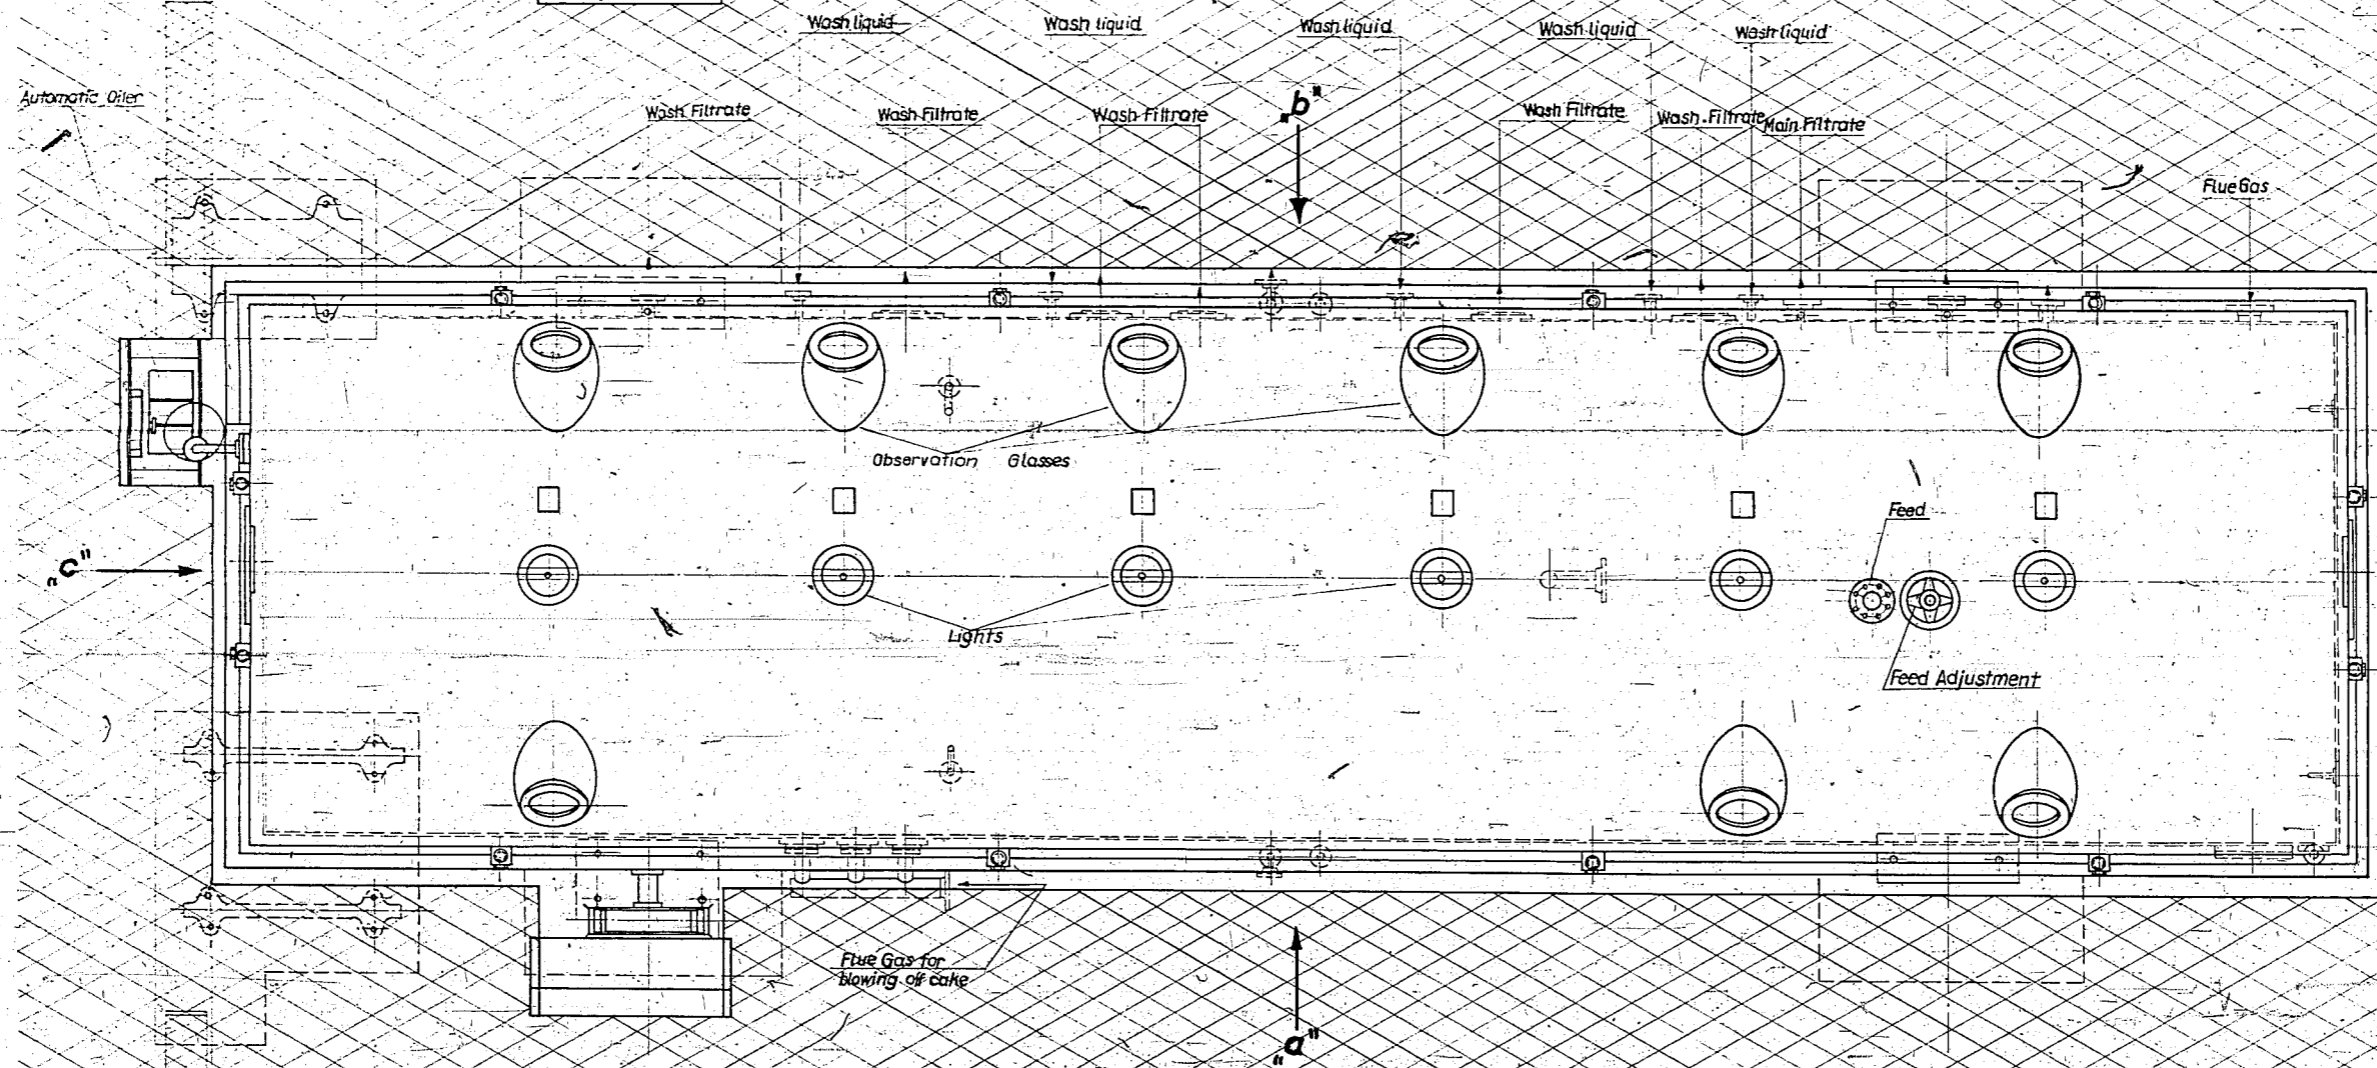 Wash liquid
Wash liquid
Wash liquid
Wash liquid
Wash liquid
Automatic Oiler
Wash Filtrate
Wash Filtrate
Wash Filtrate
„b"
Wash Filtrate
Wash Filtrate
Main Filtrate
Flue Gas
Observation Glasses
Feed
„c"
Lights
Feed Adjustment
Flue Gas for
blowing off cake
„a"